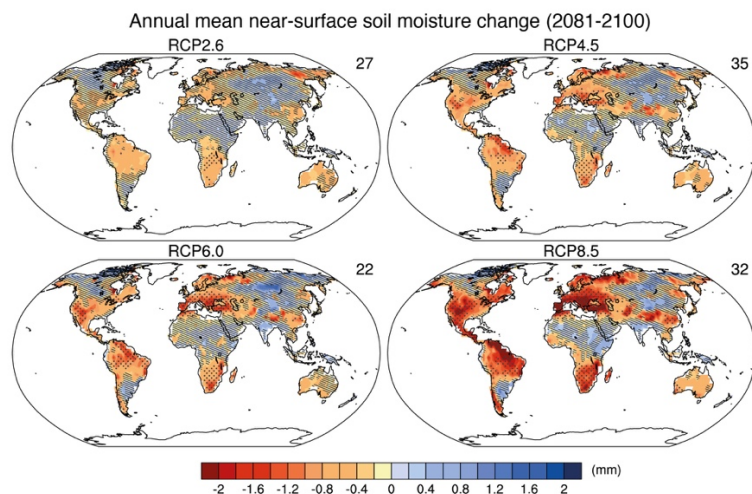 Annual mean near-surface soil moisture change (2081-2100)
RCP2.6
27
RCP4.5
35
RCP6.0
22
RCP8.5
32
(mm)
-2 -1.6 -1.2 -0.8 -0.4 0 0.4 0.8 1.2 1.6 2